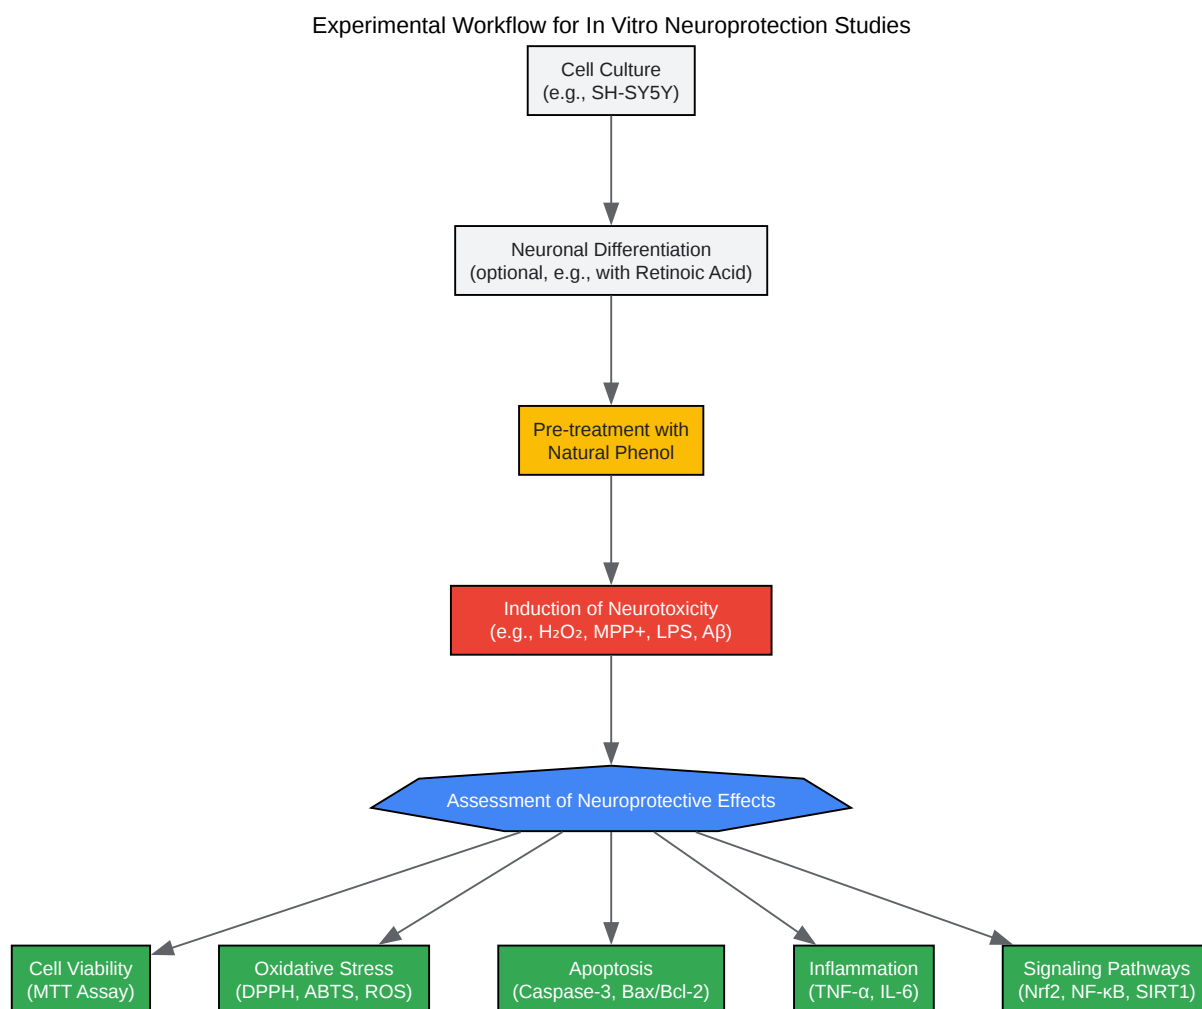 Experimental Workflow for In Vitro Neuroprotection Studies
Cell Culture
(e.g., SH-SY5Y)
Neuronal Differentiation
(optional, e.g., with Retinoic Acid)
Pre-treatment with
Natural Phenol
Induction of Neurotoxicity
(e.g., H₂O₂, MPP+, LPS, Aβ)
Assessment of Neuroprotective Effects
Cell Viability
(MTT Assay)
Oxidative Stress
(DPPH, ABTS, ROS)
Apoptosis
(Caspase-3, Bax/Bcl-2)
Inflammation
(TNF-α, IL-6)
Signaling Pathways
(Nrf2, NF-κB, SIRT1)